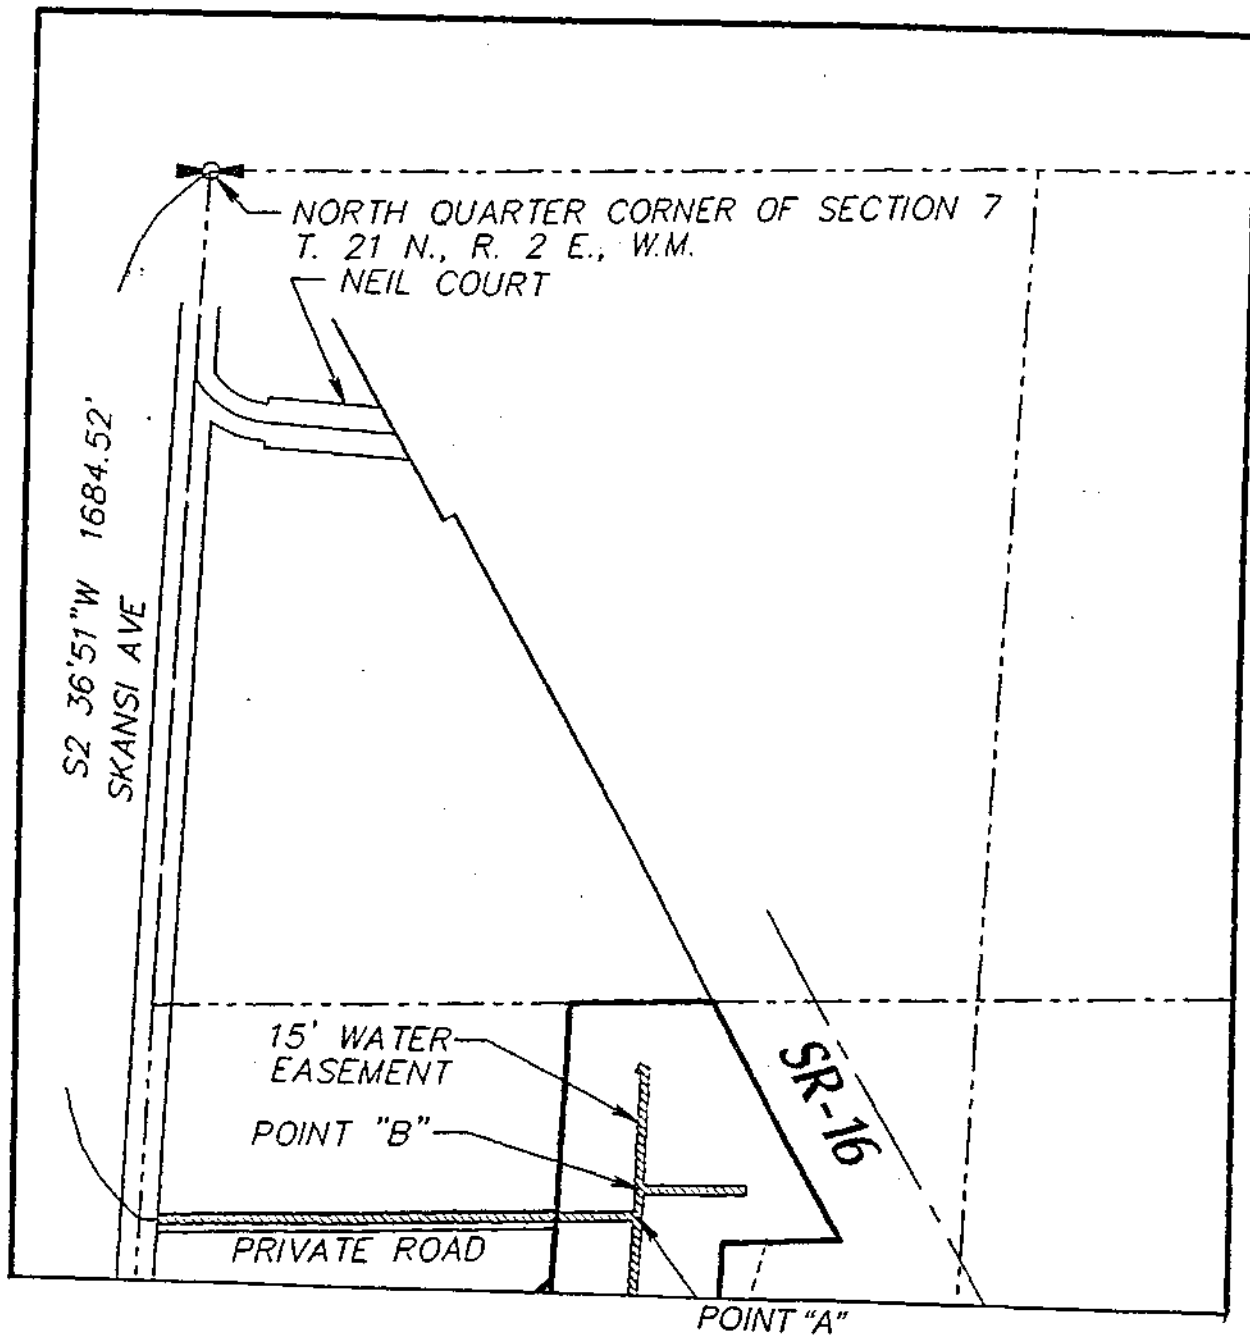 NORTH QUARTER CORNER OF SECTION 7
T. 21 N., R. 2 E., W.M.
NEIL COURT
S2 36'51"W 1684.52'
SKANSI AVE
15' WATER
EASEMENT
POINT "B"
SR-16
PRIVATE ROAD
POINT "A"